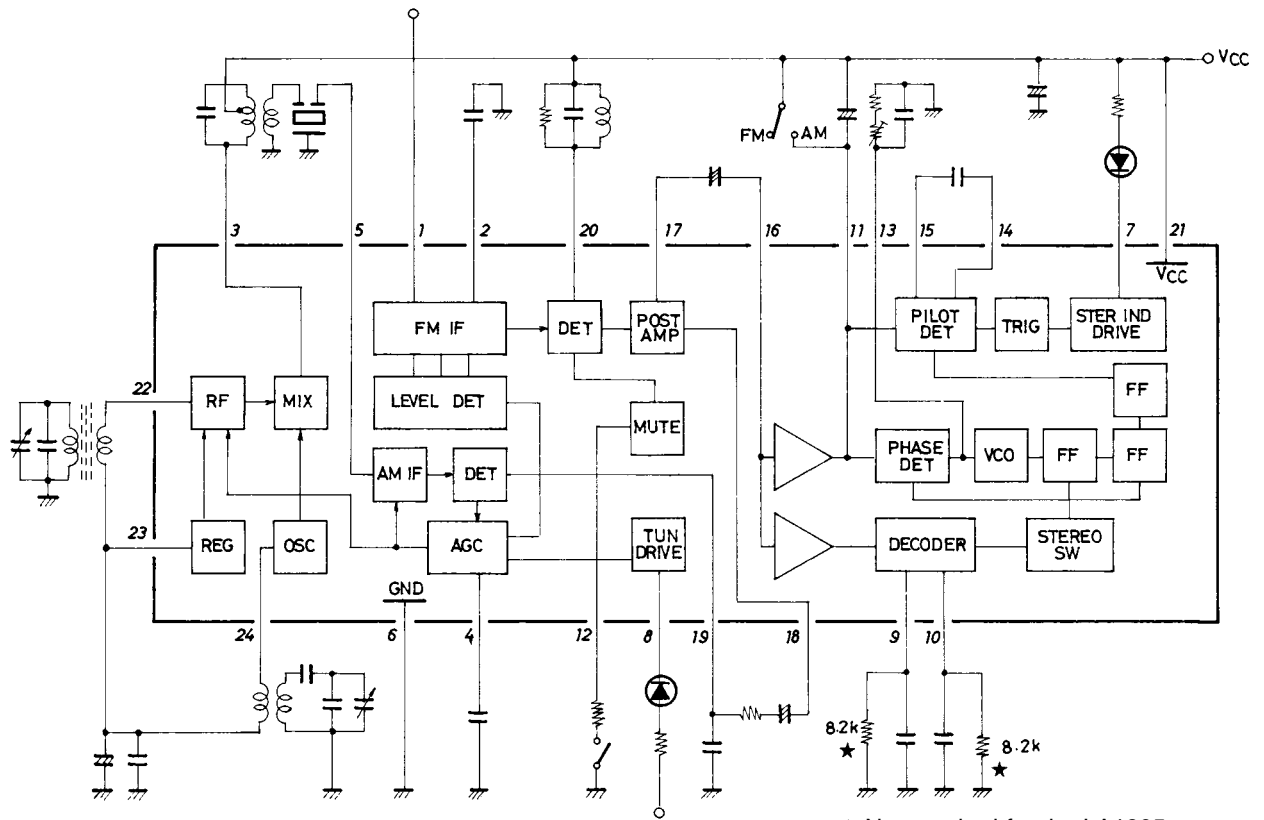 VCC
FM
AM
3
5
1
2
20
17
16
11
13
15
14
7
21
VCC
FM IF
DET
POST
AMP
PILOT
DET
TRIG
STER IND
DRIVE
22
RF
MIX
LEVEL DET
MUTE
FF
AM IF
DET
PHASE
DET
VCO
FF
FF
23
REG
OSC
AGC
TUN
DRIVE
DECODER
STEREO
SW
GND
24
6
4
12
8
19
18
9
10
8.2k
★
8.2k
★